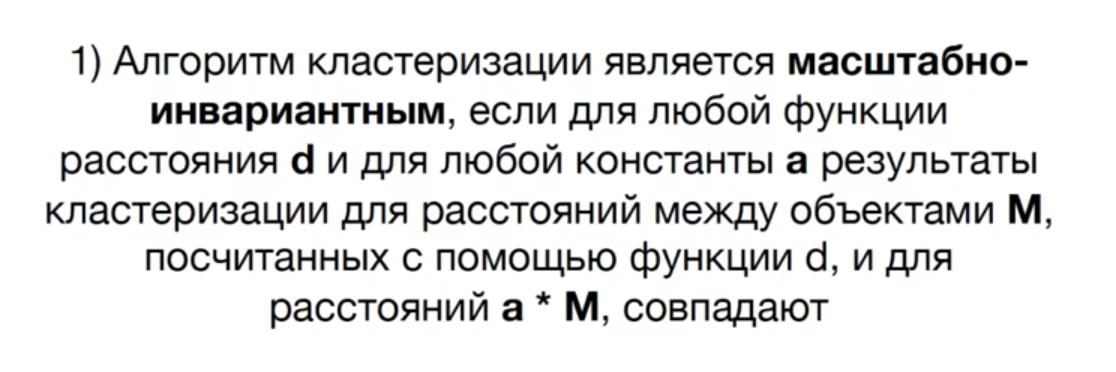 1) Алгоритм кластеризации является масштабно-
инвариантным, если для любой функции
расстояния d и для любой константы a результаты
кластеризации для расстояний между объектами M,
посчитанных с помощью функции d, и для
расстояний a * M, совпадают